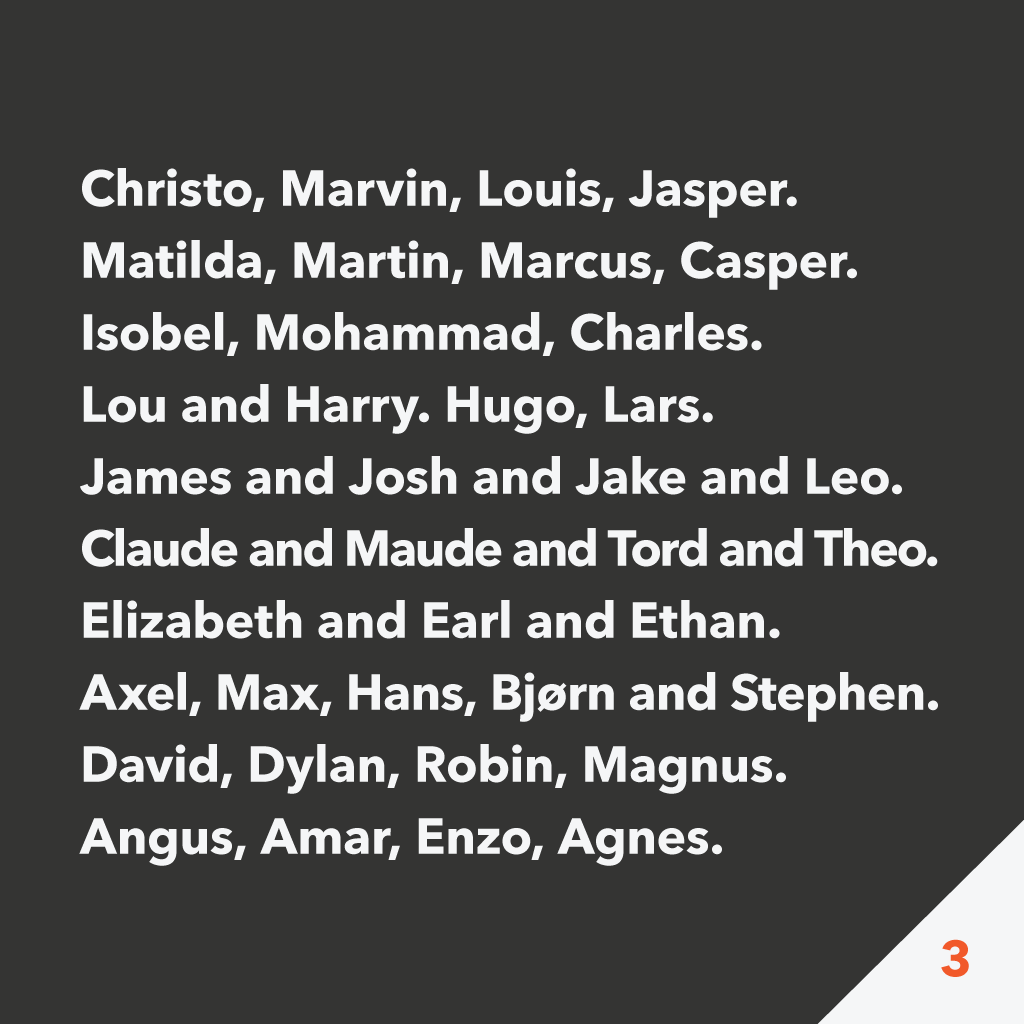 Christo, Marvin, Louis, Jasper.
Matilda, Martin, Marcus, Casper.
Isobel, Mohammad, Charles.
Lou and Harry. Hugo, Lars.
James and Josh and Jake and Leo.
Claude and Maude and Tord and Theo.
Elizabeth and Earl and Ethan.
Axel, Max, Hans, Bjørn and Stephen.
David, Dylan, Robin, Magnus.
Angus, Amar, Enzo, Agnes.
3